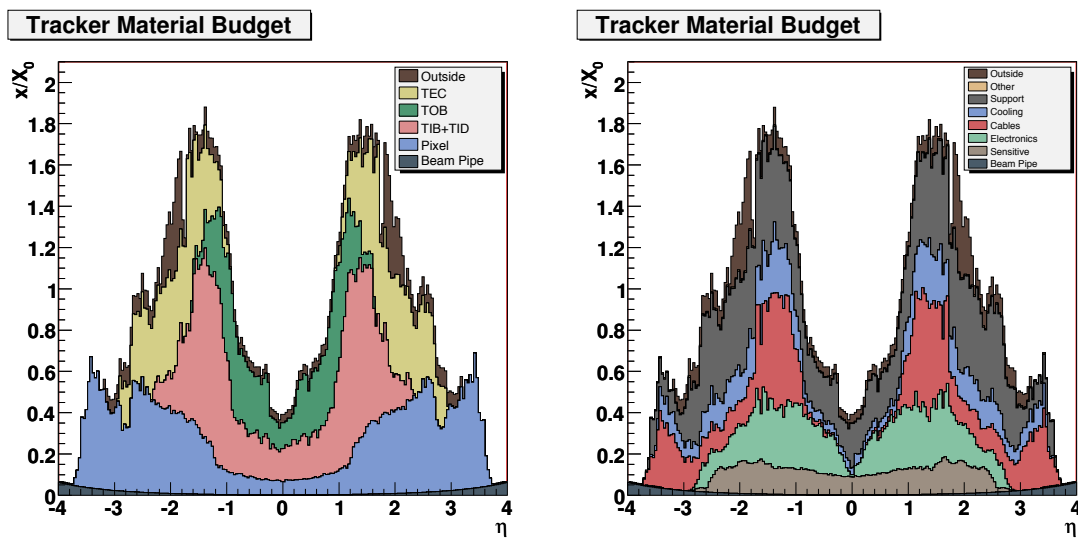 Tracker Material Budget
x/X0
2
1.8
1.6
1.4
1.2
1
0.8
0.6
0.4
0.2
0
-4 -3 -2 -1 0 1 2 3 4
η
Outside
TEC
TOB
TIB+TID
Pixel
Beam Pipe
Tracker Material Budget
x/X0
2
1.8
1.6
1.4
1.2
1
0.8
0.6
0.4
0.2
0
-4 -3 -2 -1 0 1 2 3 4
η
Outside
Other
Support
Cooling
Cables
Electronics
Sensitive
Beam Pipe